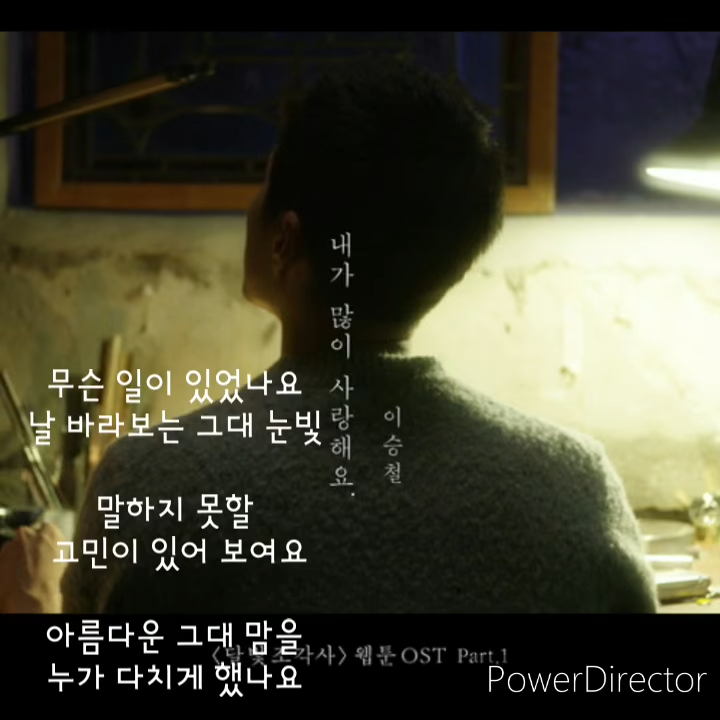 내가 많이 사랑해요.
이승철
무슨 일이 있었나요
날 바라보는 그대 눈빛
말하지 못할
고민이 있어 보여요
아름다운 그대 맘을
누가 다치게 했나요
<달빛조각사> 웹툰 OST Part.1
PowerDirector